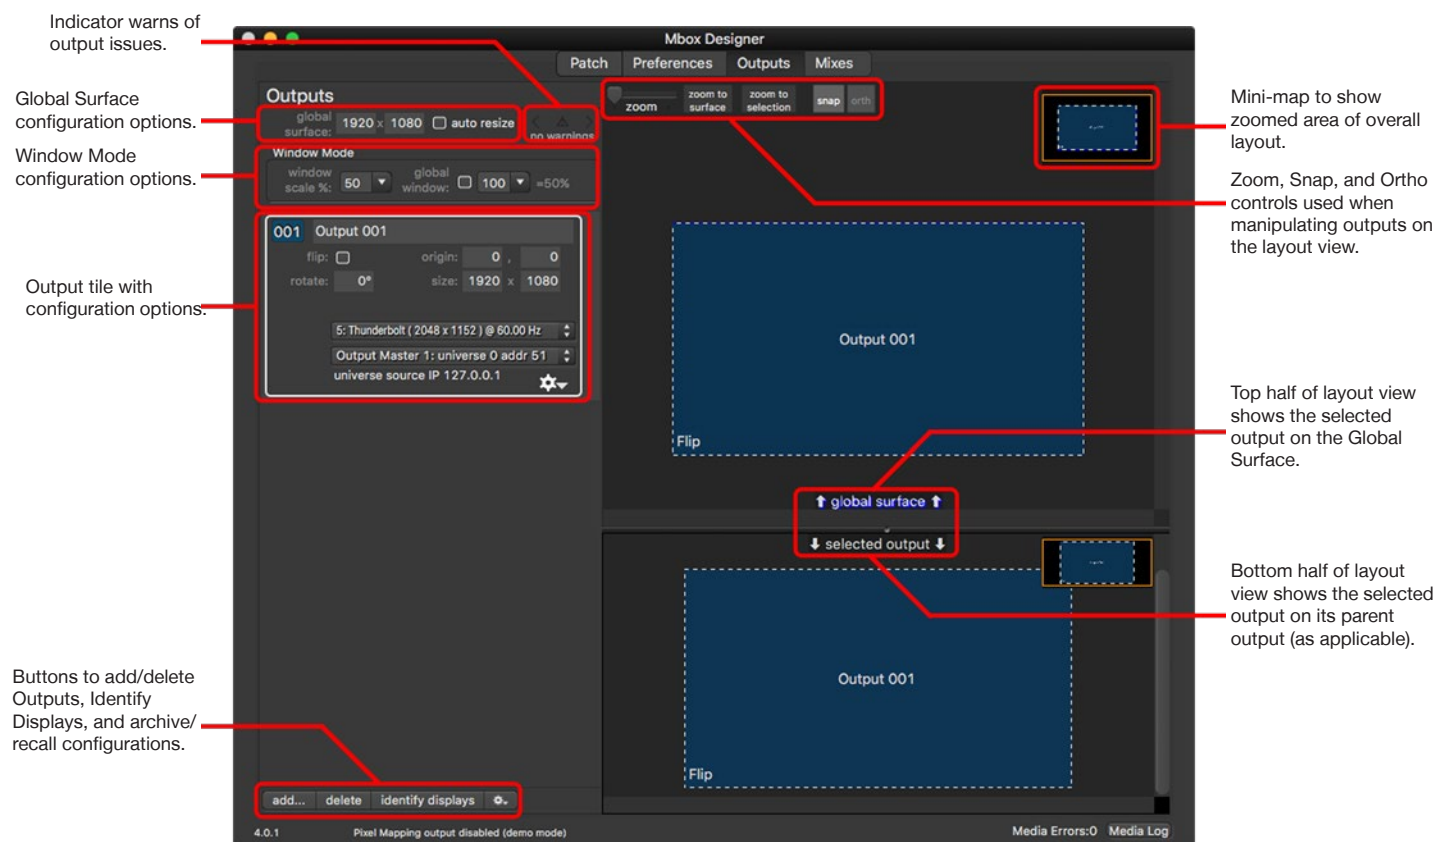 Indicator warns of
output issues.
Global Surface
configuration options.
Window Mode
configuration options.
Output tile with
configuration options.
Buttons to add/delete
Outputs, Identify
Displays, and archive/
recall configurations.
Mbox Designer
Patch Preferences Outputs Mixes
Outputs
global
surface: 1920 x 1080 auto resize
no warnings
Window Mode
window
scale %: 50
global
window: 100 =50%
001 Output 001
flip: origin: 0 , 0
rotate: 0° size: 1920 x 1080
5: Thunderbolt ( 2048 x 1152 ) @ 60.00 Hz
Output Master 1: universe 0 addr 51
universe source IP 127.0.0.1
add... delete identify displays
4.0.1 Pixel Mapping output disabled (demo mode)
zoom
zoom to
surface
zoom to
selection
snap orth
Output 001
Flip
⬆ global surface ⬆
⬇ selected output ⬇
Output 001
Flip
Media Errors:0 Media Log
Mini-map to show
zoomed area of overall
layout.
Zoom, Snap, and Ortho
controls used when
manipulating outputs on
the layout view.
Top half of layout view
shows the selected
output on the Global
Surface.
Bottom half of layout
view shows the selected
output on its parent
output (as applicable).